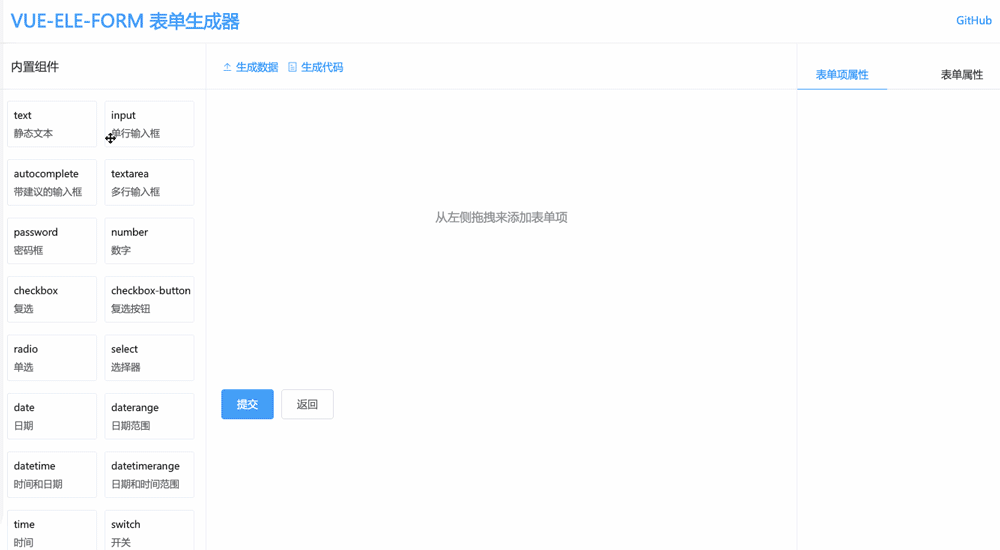 VUE-ELE-FORM 表单生成器
GitHub
内置组件
生成数据 生成代码
表单项属性 表单属性
text
静态文本
input
单行输入框
autocomplete
带建议的输入框
textarea
多行输入框
password
密码框
number
数字
checkbox
复选
checkbox-button
复选按钮
radio
单选
select
选择器
date
日期
daterange
日期范围
datetime
时间和日期
datetimerange
日期和时间范围
time
时间
switch
开关
从左侧拖拽来添加表单项
提交 返回